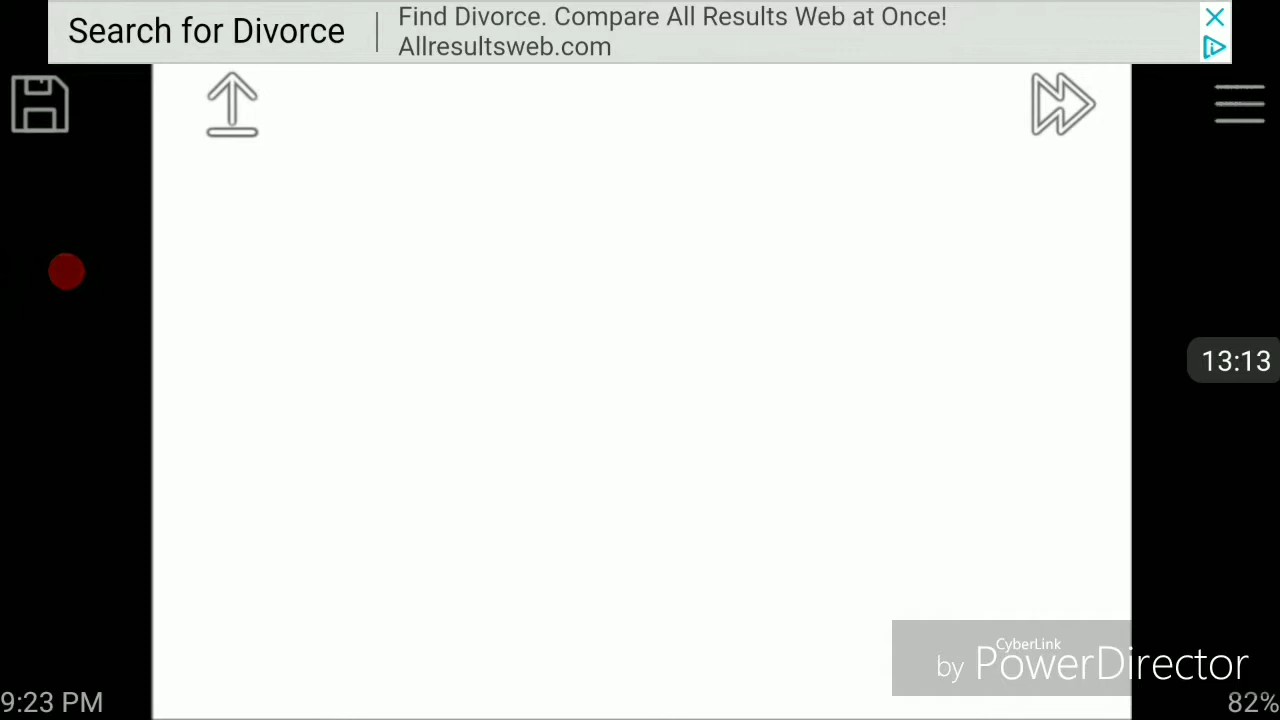 Search for Divorce
Find Divorce. Compare All Results Web at Once!
Allresultsweb.com
13:13
CyberLink
by PowerDirector
9:23 PM
82%